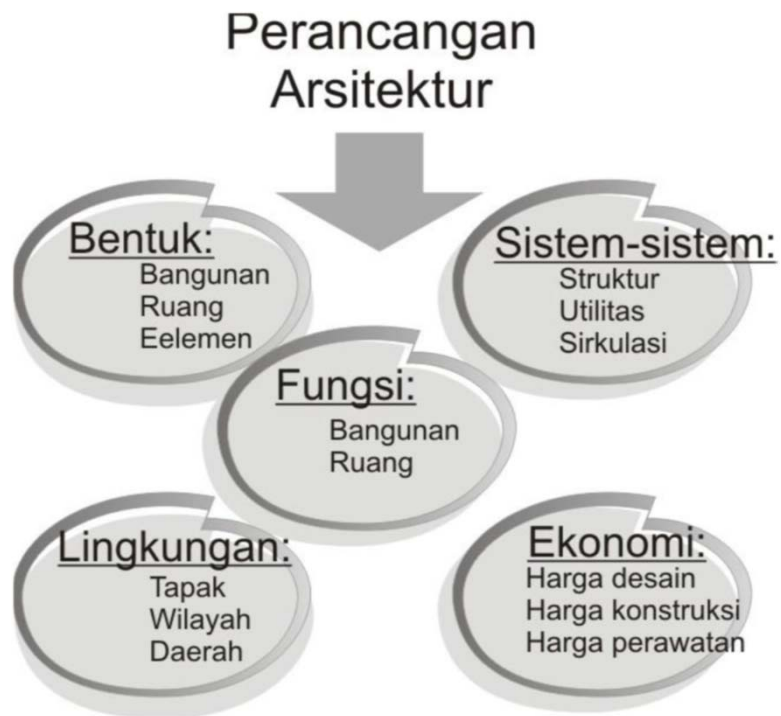 Perancangan
Arsitektur
Bentuk:
Bangunan
Ruang
Eelemen
Sistem-sistem:
Struktur
Utilitas
Sirkulasi
Fungsi:
Bangunan
Ruang
Lingkungan:
Tapak
Wilayah
Daerah
Ekonomi:
Harga desain
Harga konstruksi
Harga perawatan